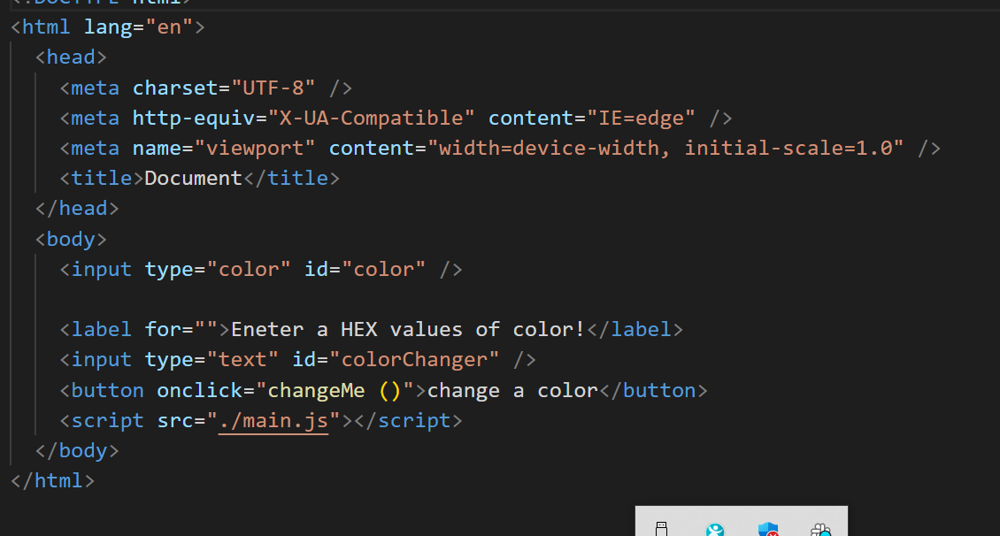 <!DOCTYPE html>
<html lang="en">
<head>
<meta charset="UTF-8" />
<meta http-equiv="X-UA-Compatible" content="IE=edge" />
<meta name="viewport" content="width=device-width, initial-scale=1.0" />
<title>Document</title>
</head>
<body>
<input type="color" id="color" />
<label for="">Eneter a HEX values of color!</label>
<input type="text" id="colorChanger" />
<button onclick="changeMe ()">change a color</button>
<script src="./main.js"></script>
</body>
</html>